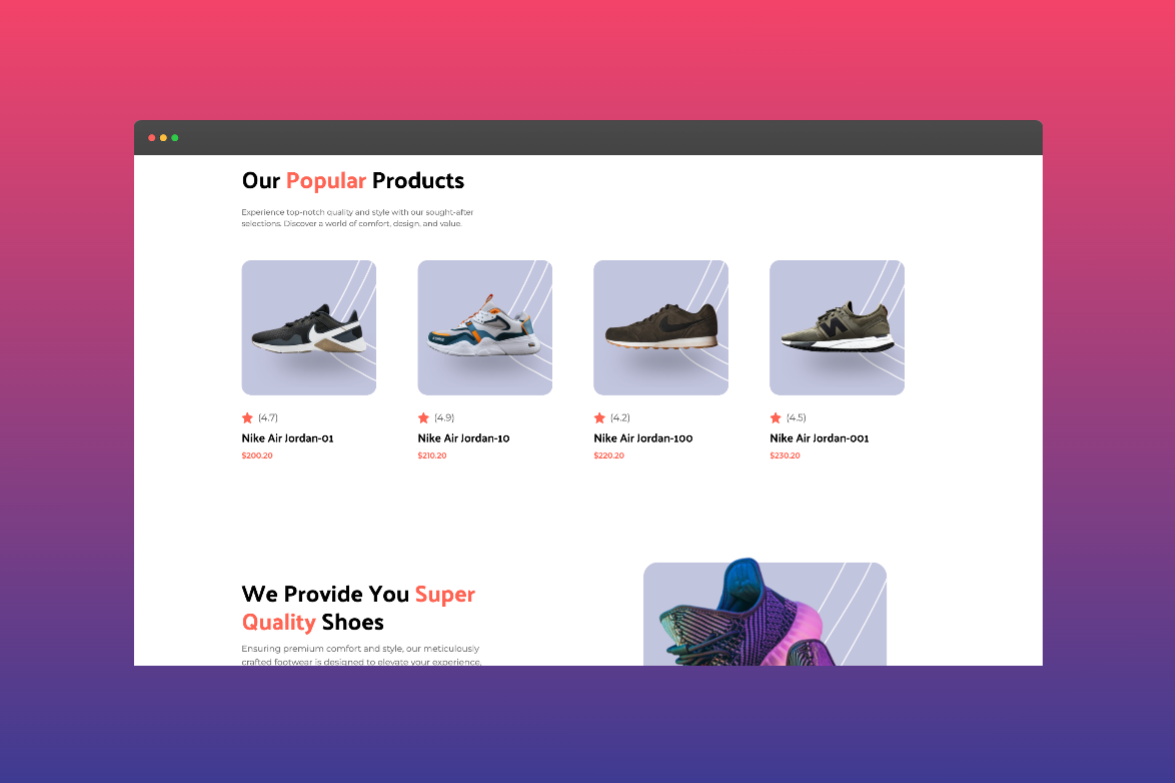 Our Popular Products
Experience top-notch quality and style with our sought-after
selections. Discover a world of comfort, design, and value.
(4.7)
Nike Air Jordan-01
$200.20
(4.9)
Nike Air Jordan-10
$210.20
(4.2)
Nike Air Jordan-100
$220.20
(4.5)
Nike Air Jordan-001
$230.20
We Provide You Super
Quality Shoes
Ensuring premium comfort and style, our meticulously
crafted footwear is designed to elevate your experience,